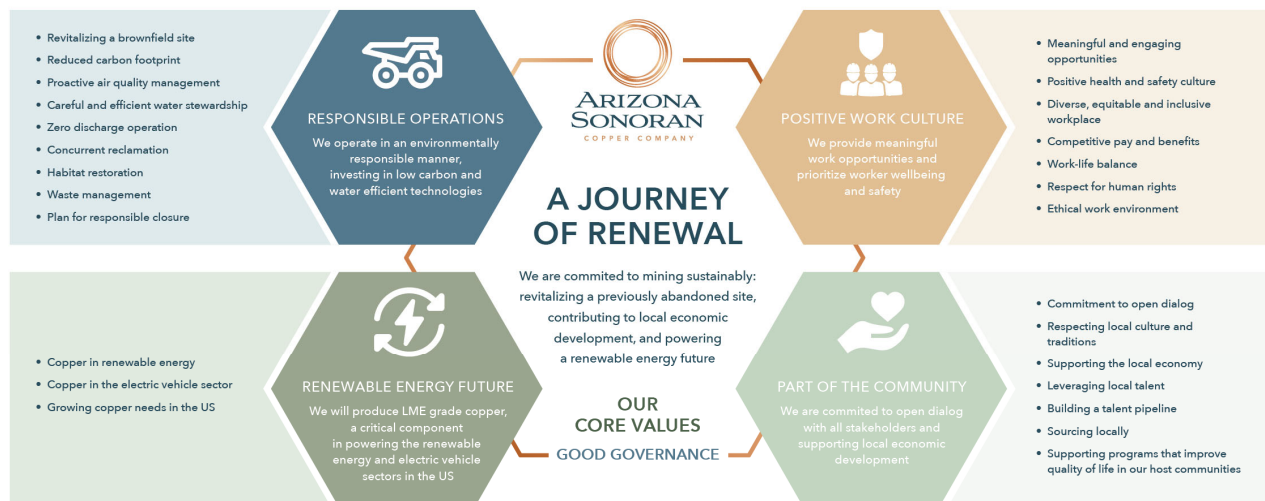 • Revitalizing a brownfield site
• Reduced carbon footprint
• Proactive air quality management
• Careful and efficient water stewardship
• Zero discharge operation
• Concurrent reclamation
• Habitat restoration
• Waste management
• Plan for responsible closure
RESPONSIBLE OPERATIONS
We operate in an environmentally
responsible manner,
investing in low carbon and
water efficient technologies
ARIZONA
SONORAN
COPPER COMPANY
A JOURNEY
OF RENEWAL
We are commited to mining sustainably:
revitalizing a previously abandoned site,
contributing to local economic
development, and powering
a renewable energy future
OUR
CORE VALUES
GOOD GOVERNANCE
POSITIVE WORK CULTURE
We provide meaningful
work opportunities and
prioritize worker wellbeing
and safety
• Meaningful and engaging
opportunities
• Positive health and safety culture
• Diverse, equitable and inclusive
workplace
• Competitive pay and benefits
• Work-life balance
• Respect for human rights
• Ethical work environment
• Copper in renewable energy
• Copper in the electric vehicle sector
• Growing copper needs in the US
RENEWABLE ENERGY FUTURE
We will produce LME grade copper,
a critical component
in powering the renewable
energy and electric vehicle
sectors in the US
PART OF THE COMMUNITY
We are commited to open dialog
with all stakeholders and
supporting local economic
development
• Commitment to open dialog
• Respecting local culture and
traditions
• Supporting the local economy
• Leveraging local talent
• Building a talent pipeline
• Sourcing locally
• Supporting programs that improve
quality of life in our host communities